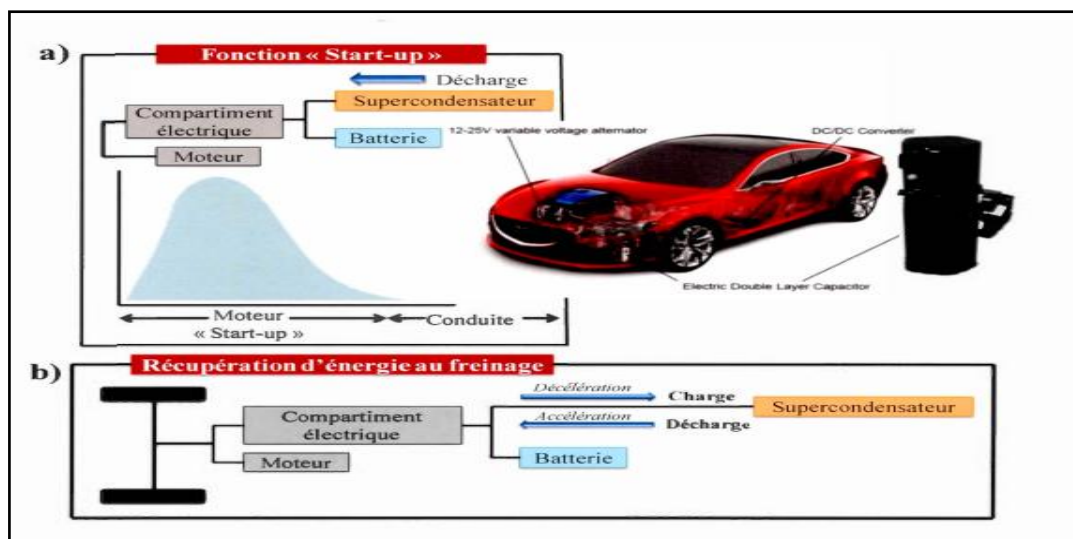 a)
Fonction « Start-up »
Décharge
Supercondensateur
Compartiment
électrique
Batterie
Moteur
12-25V variable voltage alternator
DC/DC Converter
Electric Double Layer Capacitor
Moteur
« Start-up »
Conduite
b)
Récupération d'énergie au freinage
Décélération
Charge
Supercondensateur
Compartiment
électrique
Accélération
Décharge
Moteur
Batterie